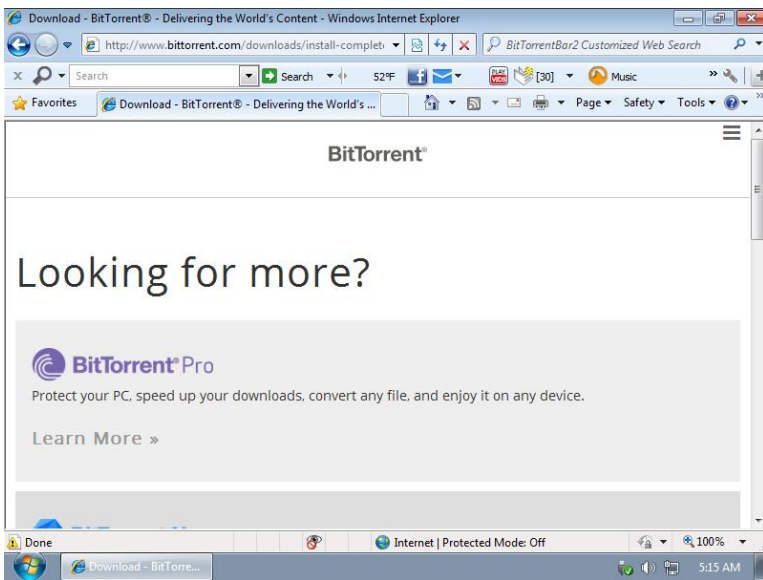 Download - BitTorrent® - Delivering the World's Content - Windows Internet Explorer
http://www.bittorrent.com/downloads/install-complet
BitTorrentBar2 Customized Web Search
x Search Search 52°F PLAY VIDEO [30] Music »
Favorites Download - BitTorrent® - Delivering the World's ... Page Safety Tools »
BitTorrent®
Looking for more?
BitTorrent® Pro
Protect your PC, speed up your downloads, convert any file, and enjoy it on any device.
Learn More »
Done Internet | Protected Mode: Off 100%
Download - BitTorre... 5:15 AM